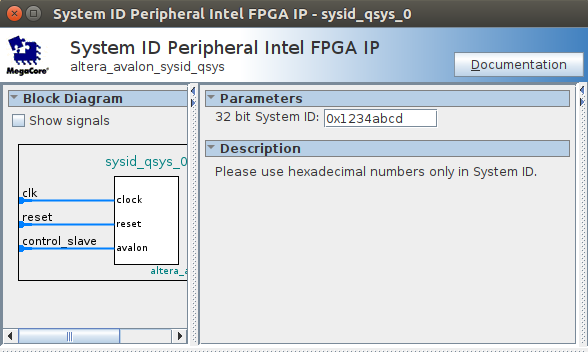 System ID Peripheral Intel FPGA IP - sysid_qsys_0
System ID Peripheral Intel FPGA IP
altera_avalon_sysid_qsys
MegaCore®
Documentation
Block Diagram
Show signals
sysid_qsys_0
clk
clock
reset
reset
control_slave
avalon
altera_a
Parameters
32 bit System ID: 0x1234abcd
Description
Please use hexadecimal numbers only in System ID.